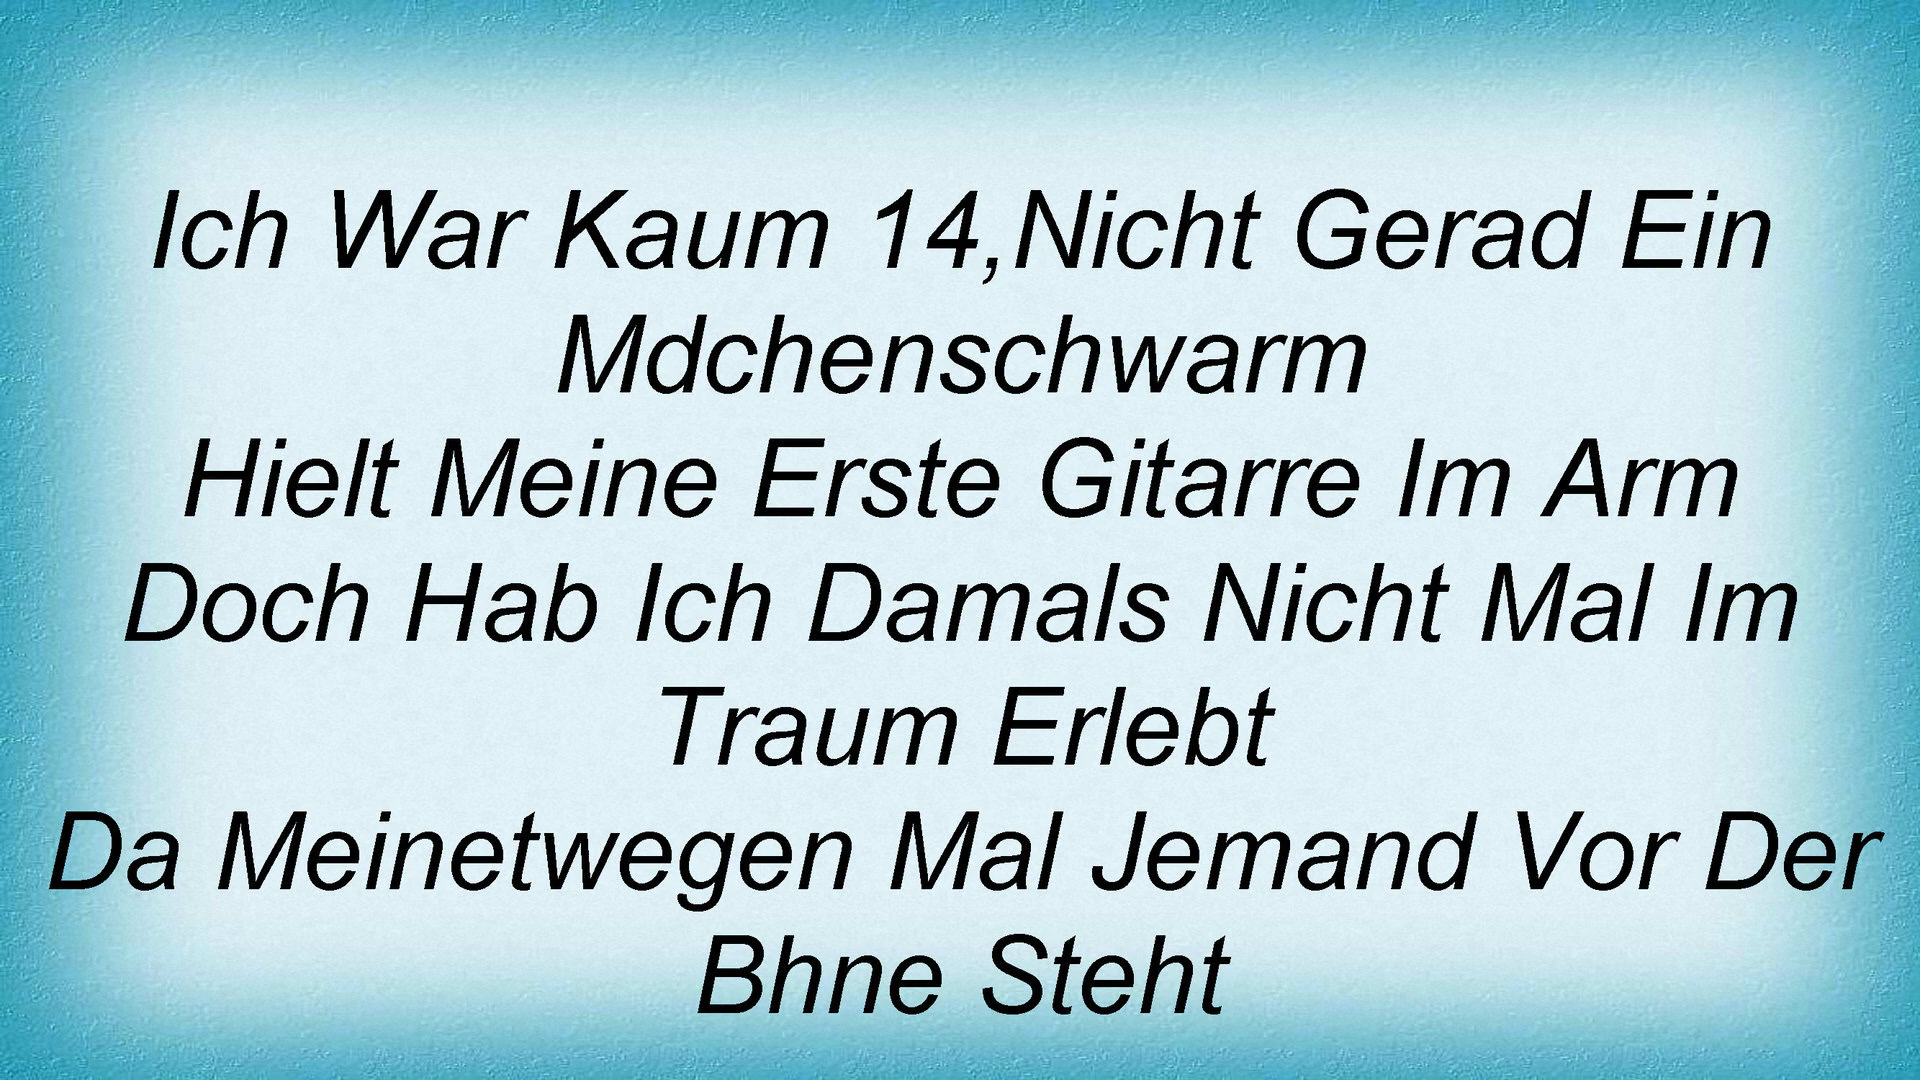 Ich War Kaum 14,Nicht Gerad Ein
Mdchenschwarm
Hielt Meine Erste Gitarre Im Arm
Doch Hab Ich Damals Nicht Mal Im
Traum Erlebt
Da Meinetwegen Mal Jemand Vor Der
Bhne Steht